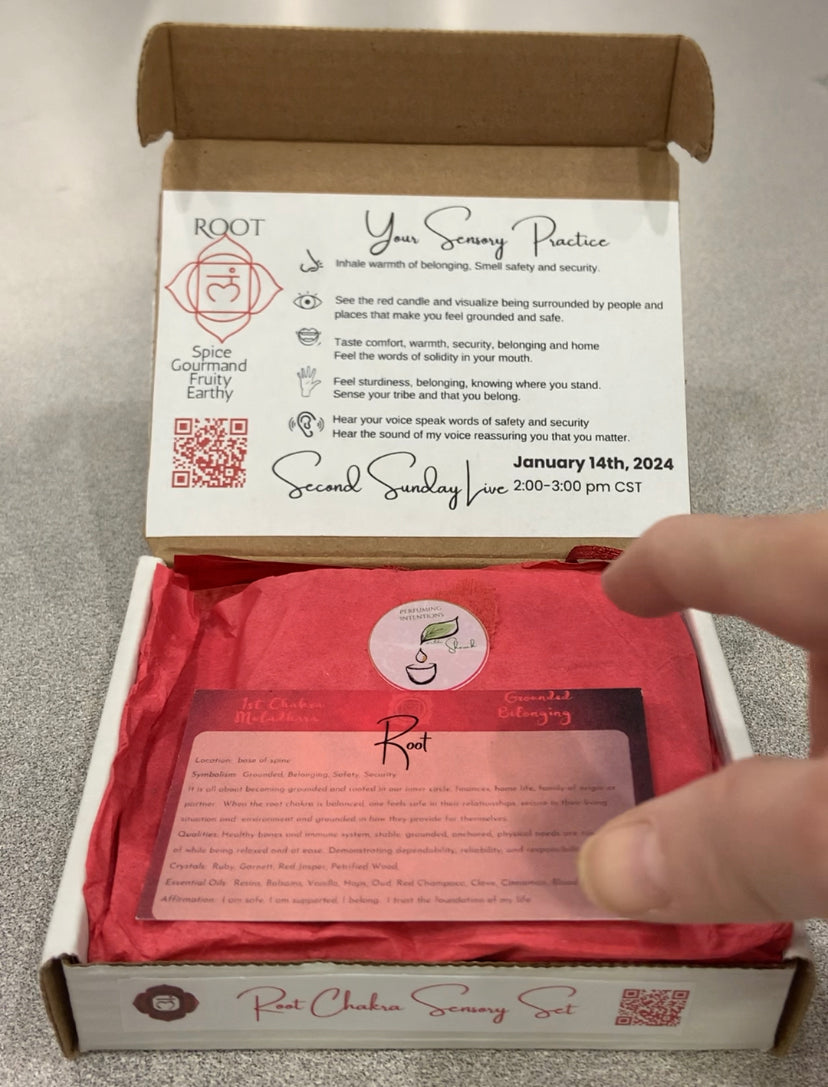 ROOT
Spice
Gourmand
Fruity
Earthy
Your Sensory Practice
Inhale warmth of belonging, Smell safety and security.
See the red candle and visualize being surrounded by people and
places that make you feel grounded and safe.
Taste comfort, warmth, security, belonging and home
Feel the words of solidity in your mouth.
Feel sturdiness, belonging, knowing where you stand.
Sense your tribe and that you belong.
Hear your voice speak words of safety and security
Hear the sound of my voice reassuring you that you matter.
Second Sunday Live
January 14th, 2024
2:00-3:00 pm CST
PERFUMING
INTENTIONS
1st Chakra
Muladhara
Grounded
Belonging
Root
Location: base of spine
Symbolism: Grounded, Belonging, Safety, Security
It is all about becoming grounded and rooted in our inner circle, finances, home life, family of origin or
partner. When the root chakra is balanced, one feels safe in their relationships, secure in their living
situation and environment and grounded in how they provide for themselves.
Qualities: Healthy bones and immune system, stable, grounded, anchored, physical needs are
of while being relaxed and at ease. Demonstrating dependability, reliability, and
Crystals: Ruby, Garnett, Red Jasper, Petrified Wood,
Essential Oils: Resins, Balsams, Vanilla, Hops, Oud, Red Champaca, Clove, Cinnamon, Blood
Affirmation: I am safe. I am supported, I belong. I trust the foundation of my life
Root Chakra Sensory Set